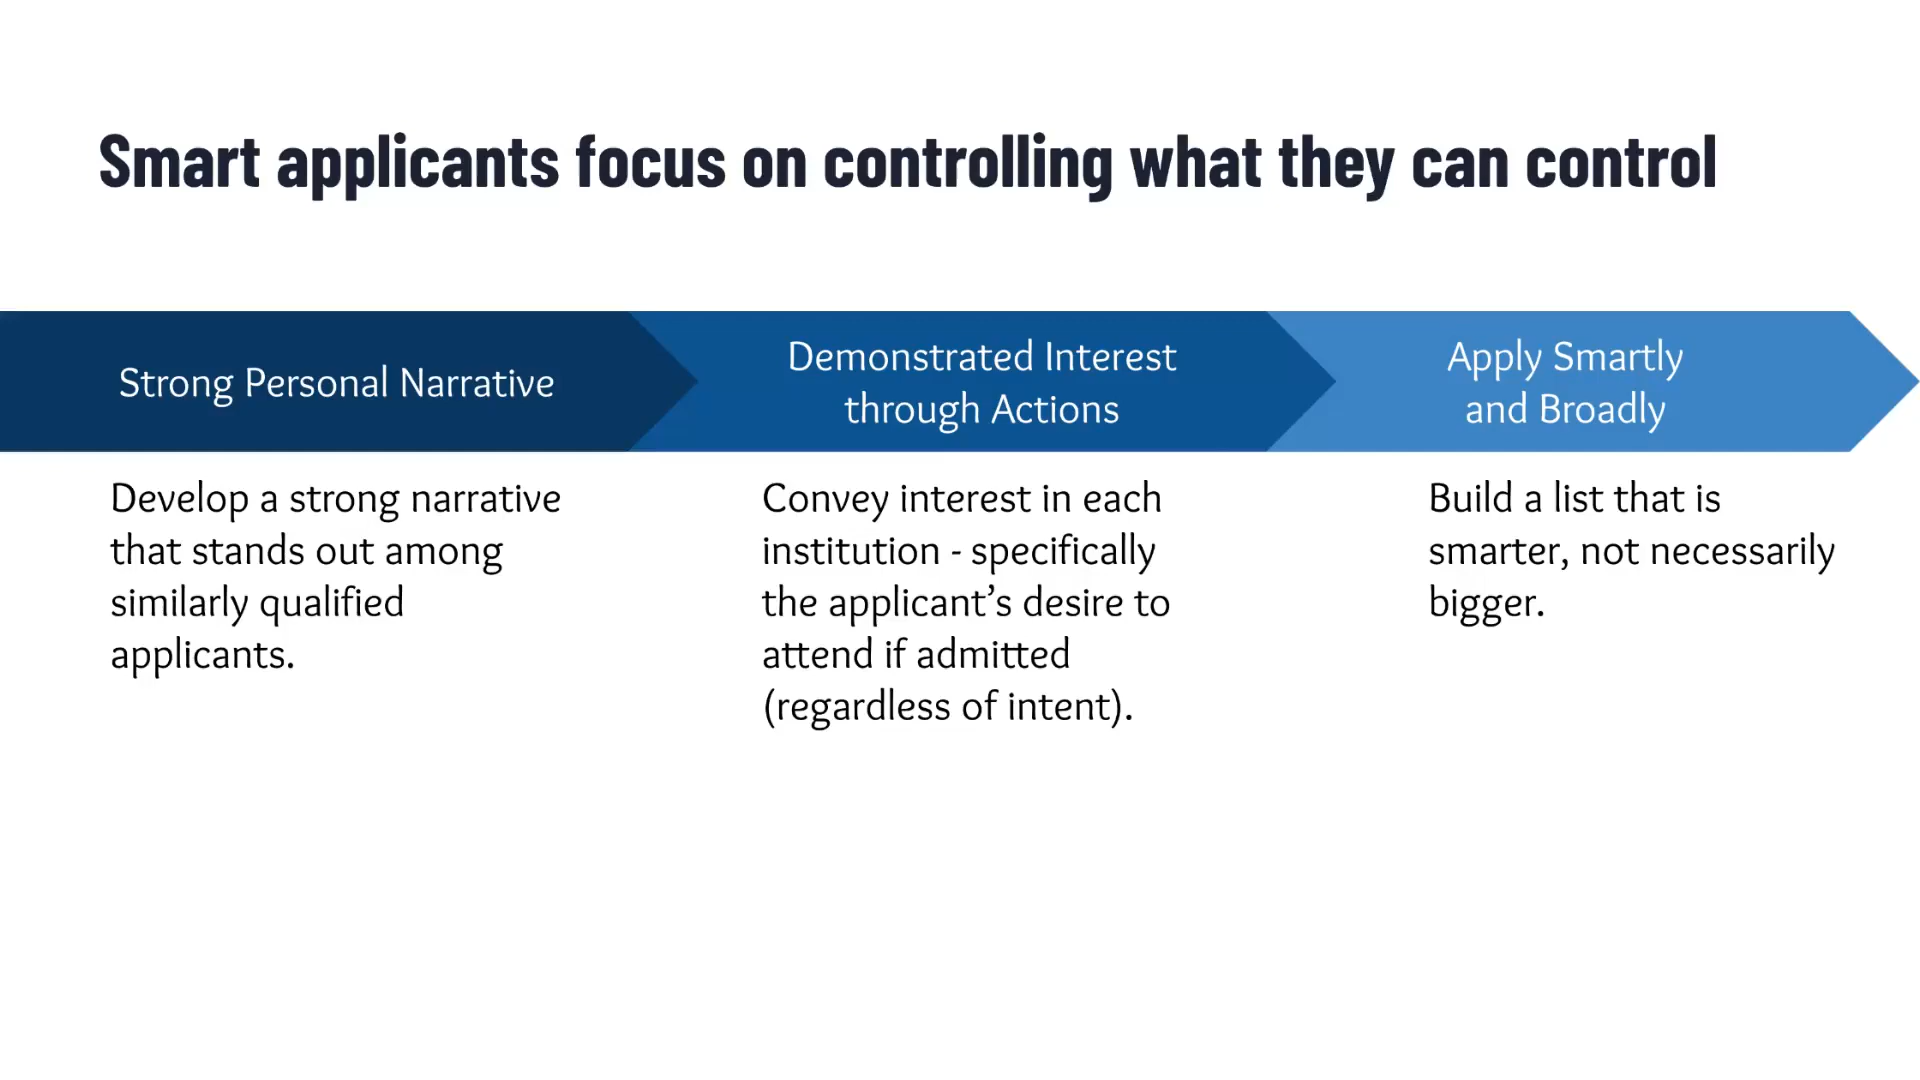 Smart applicants focus on controlling what they can control
Strong Personal Narrative
Demonstrated Interest
through Actions
Apply Smartly
and Broadly
Develop a strong narrative
that stands out among
similarly qualified
applicants.
Convey interest in each
institution - specifically
the applicant’s desire to
attend if admitted
(regardless of intent).
Build a list that is
smarter, not necessarily
bigger.